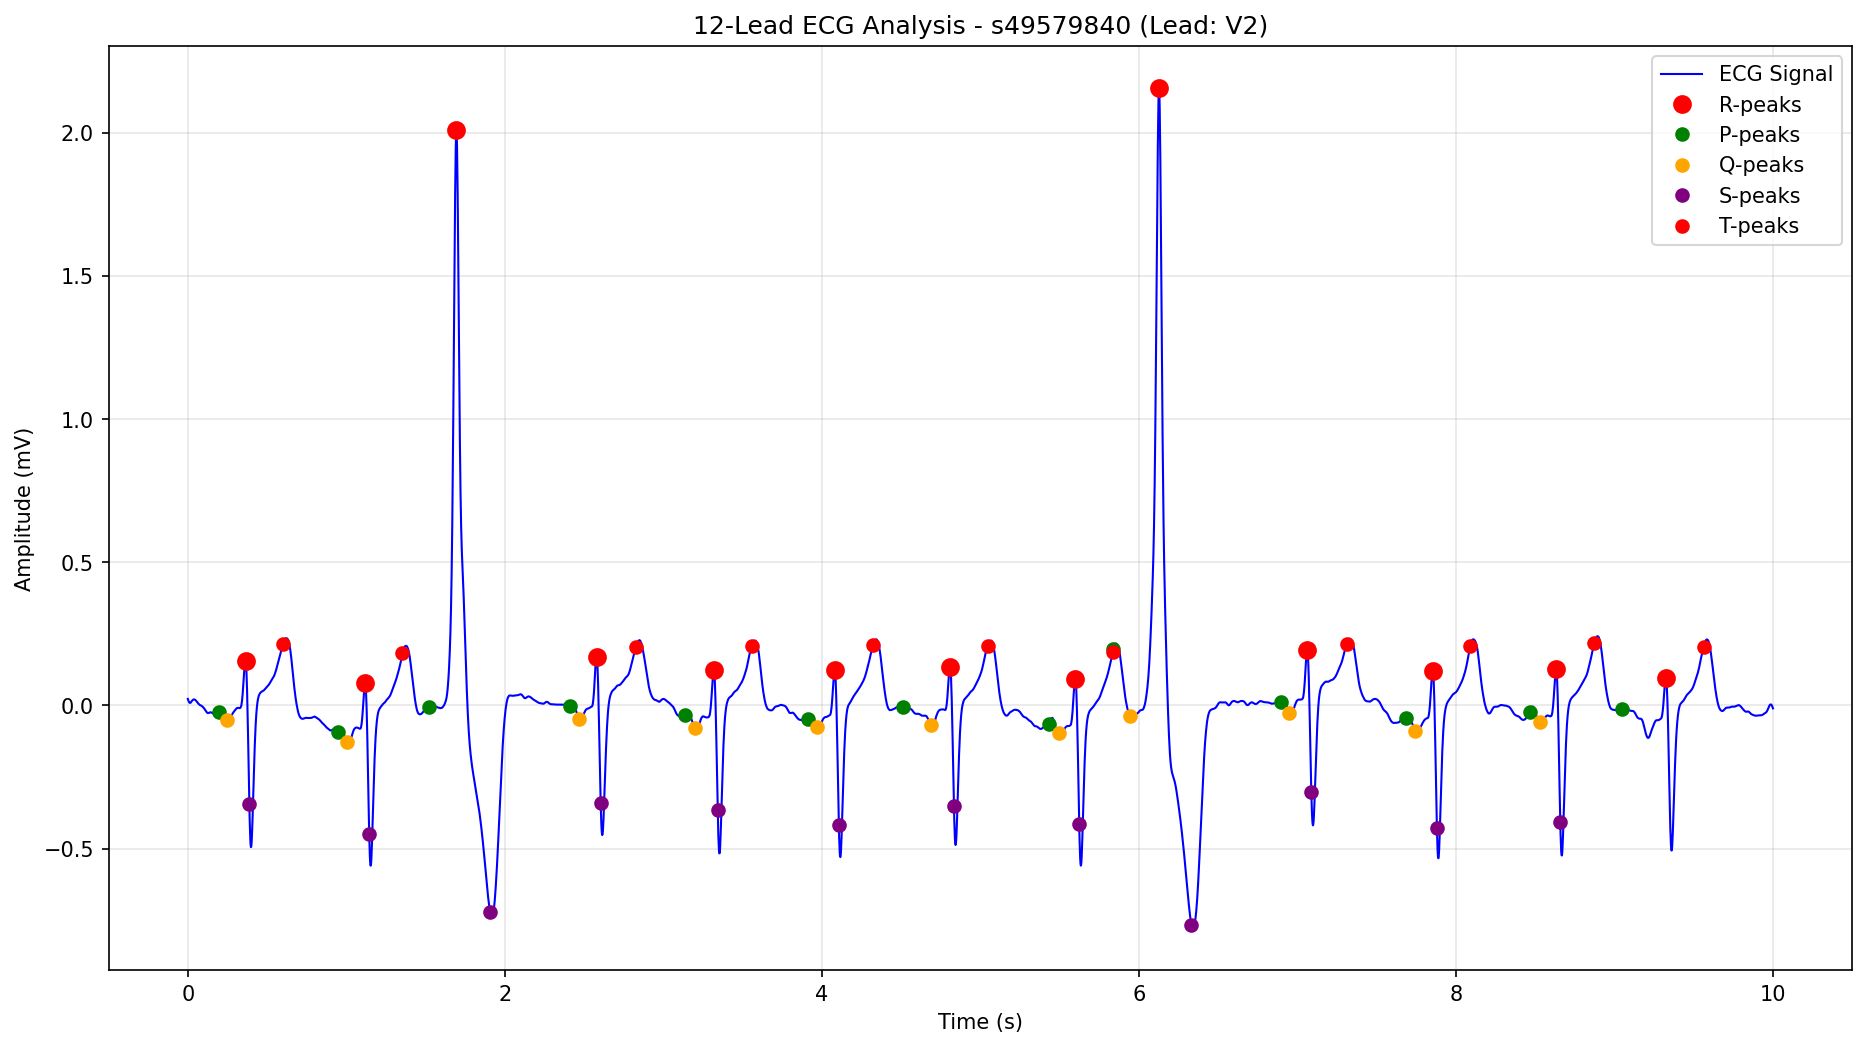 12-Lead ECG Analysis - s49579840 (Lead: V2)
ECG Signal
R-peaks
P-peaks
Q-peaks
S-peaks
T-peaks
Amplitude (mV)
2.0
1.5
1.0
0.5
0.0
−0.5
0 2 4 6 8 10
Time (s)